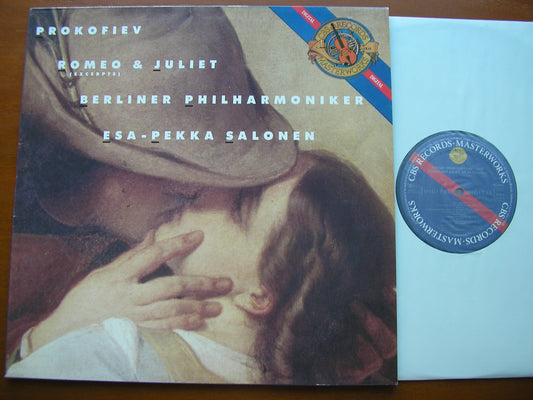 PROKOFIEV
ROMEO & JULIET
(EXCERPTS)
BERLINER PHILHARMONIKER
ESA-PEKKA SALONEN
DIGITAL
CBS RECORDS
MASTERWORKS
DIGITAL
CBS RECORDS · MASTERWORKS
CBS RECORDS · MASTERWORKS